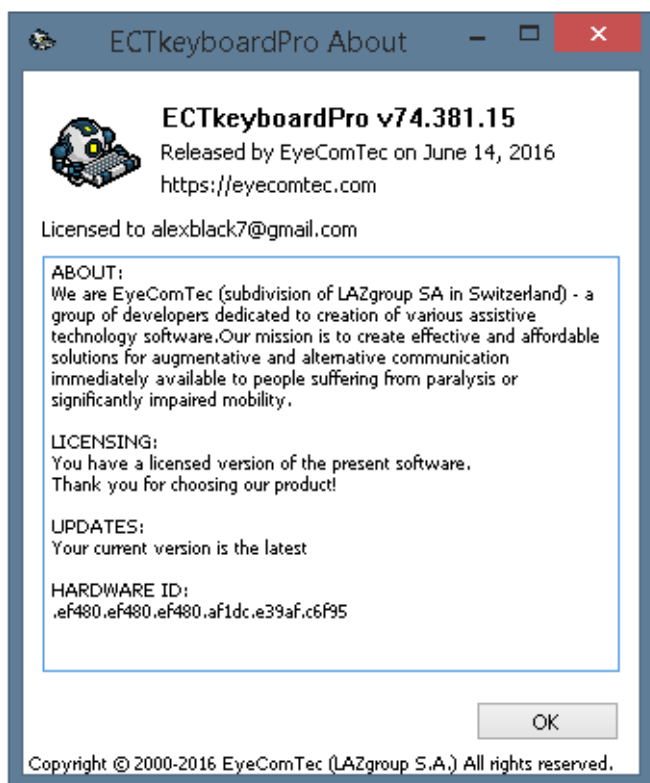 ECTkeyboardPro About
ECTkeyboardPro v74.381.15
Released by EyeComTec on June 14, 2016
https://eyecomtec.com
Licensed to alexblack7@gmail.com
ABOUT:
We are EyeComTec (subdivision of LAZgroup SA in Switzerland) - a
group of developers dedicated to creation of various assistive
technology software.Our mission is to create effective and affordable
solutions for augmentative and alternative communication
immediately available to people suffering from paralysis or
significantly impaired mobility.
LICENSING:
You have a licensed version of the present software.
Thank you for choosing our product!
UPDATES:
Your current version is the latest
HARDWARE ID:
.ef480.ef480.ef480.af1dc.e39af.c6f95
OK
Copyright © 2000-2016 EyeComTec (LAZgroup S.A.) All rights reserved.